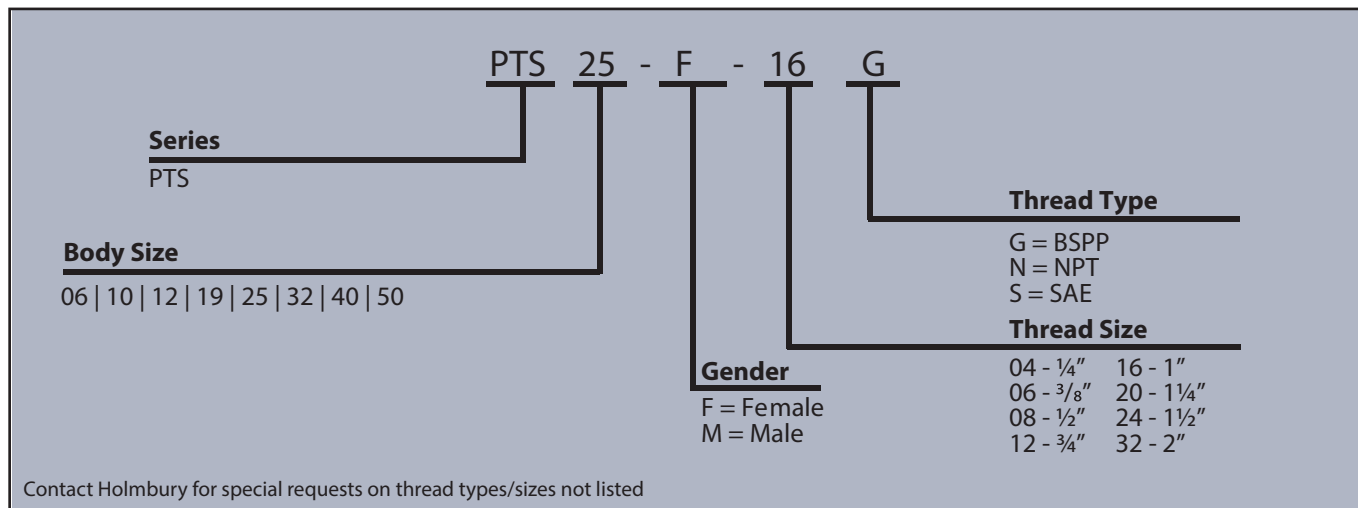 PTS 25 - F - 16 G
Series
PTS
Body Size
06 | 10 | 12 | 19 | 25 | 32 | 40 | 50
Gender
F = Female
M = Male
Thread Type
G = BSPP
N = NPT
S = SAE
Thread Size
04 - ¼” 16 - 1”
06 - ³/₈” 20 - 1¼”
08 - ½” 24 - 1½”
12 - ¾” 32 - 2”
Contact Holmbury for special requests on thread types/sizes not listed